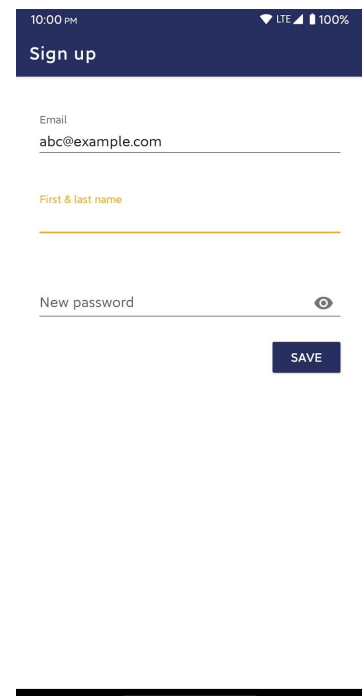 10:00 PM LTE 100%
Sign up
Email
abc@example.com
First & last name
New password
SAVE